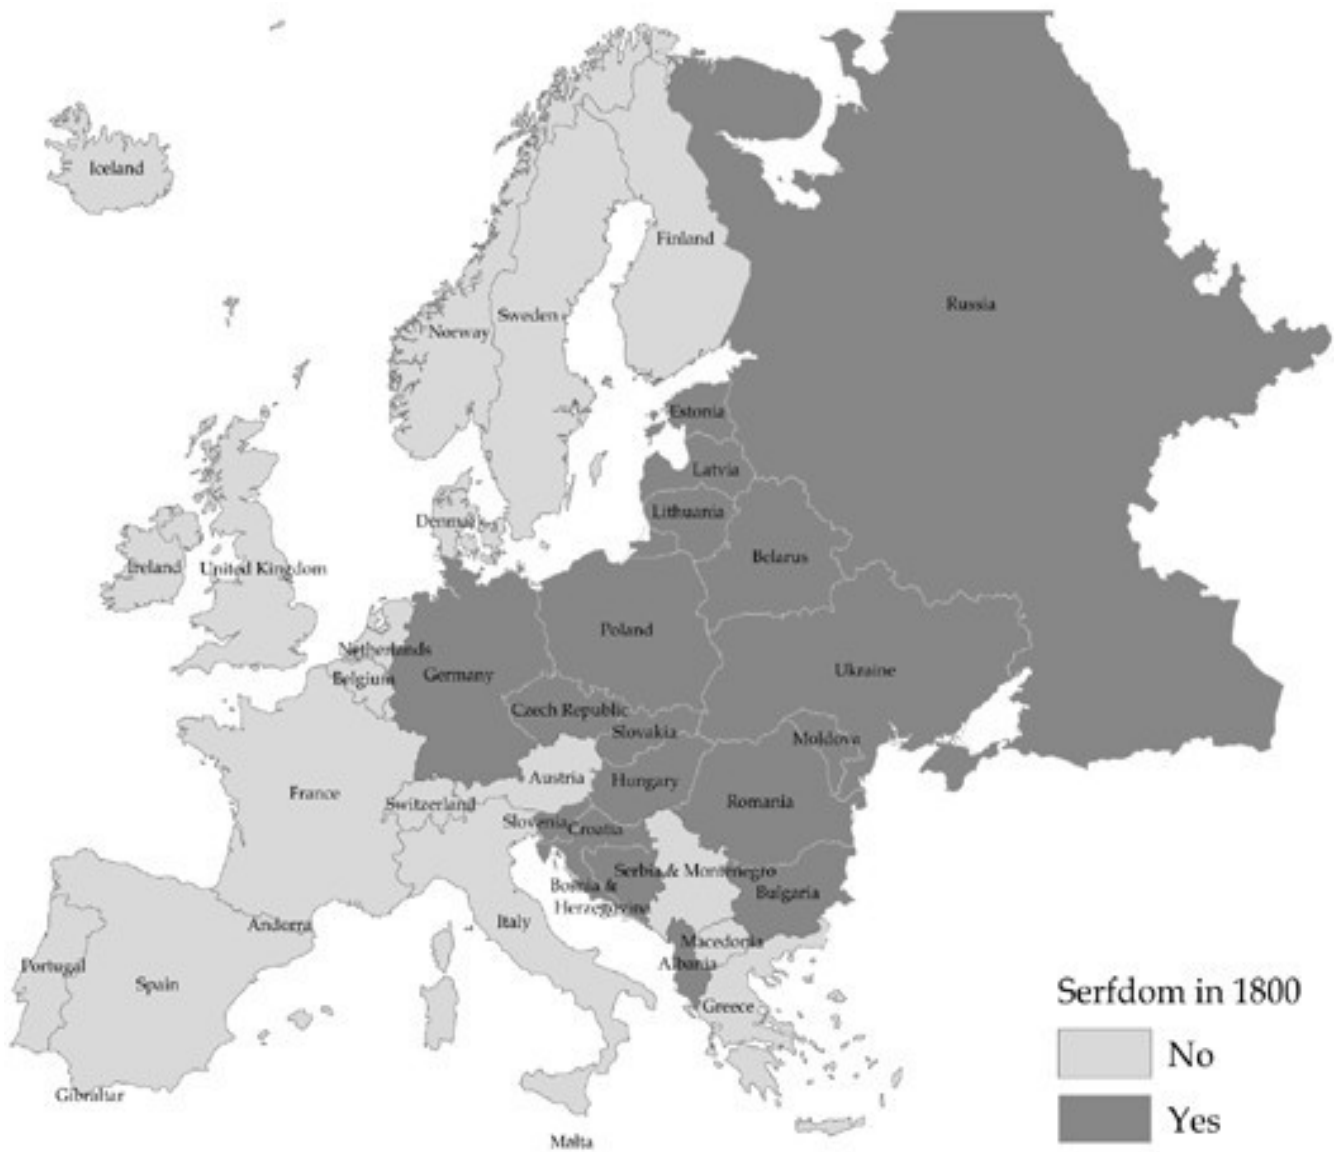 Iceland
Finland
Russia
Sweden
Norway
Estonia
Latvia
Denmark
Lithuania
Belarus
Ireland
United Kingdom
Poland
Netherlands
Belgium
Germany
Ukraine
Czech Republic
Slovakia
Moldova
Austria
Hungary
France
Switzerland
Romania
Slovenia
Croatia
Serbia & Montenegro
Bosnia &
Herzegovina
Bulgaria
Andorra
Italy
Macedonia
Albania
Portugal
Spain
Greece
Serfdom in 1800
No
Gibraltar
Yes
Malta